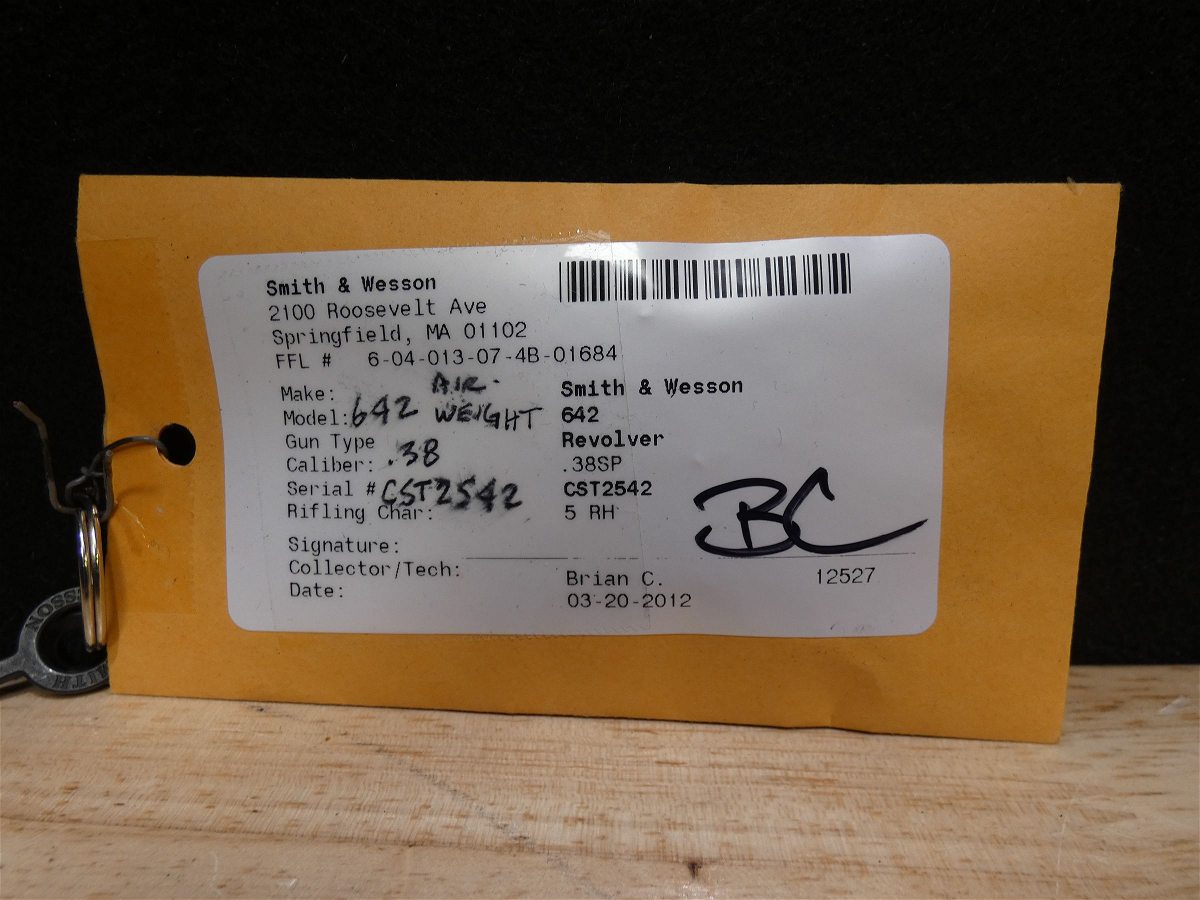 Smith & Wesson
2100 Roosevelt Ave
Springfield, MA 01102
FFL # 6-04-013-07-4B-01684
AIR-
Make: Smith & Wesson
Model: 642 WEIGHT 642
Gun Type Revolver
Caliber: .38 .38SP
Serial # CST2542 CST2542
Rifling Char: 5 RH
BC
Signature:
Collector/Tech: Brian C. 12527
Date: 03-20-2012
SSON
MITH